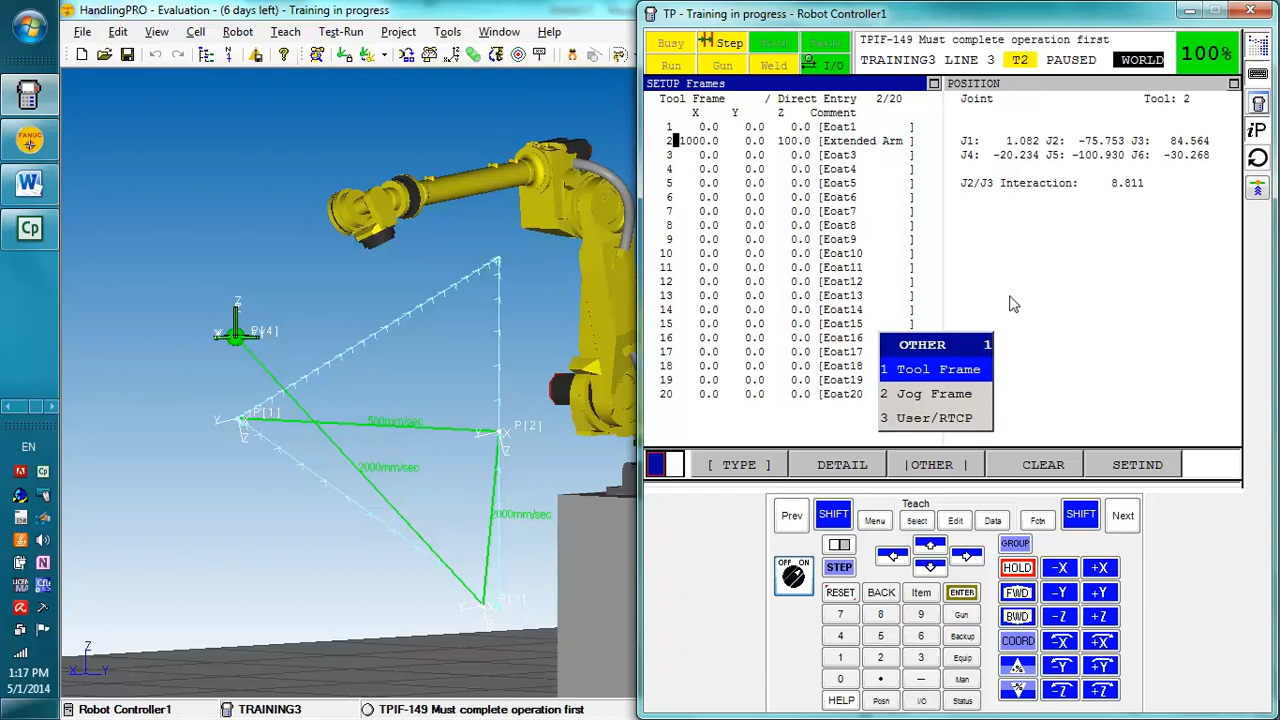 HandlingPRO - Evaluation - (6 days left) - Training in progress
File Edit View Cell Robot Teach Test-Run Project Tools Window Help
FANUC
W
Cp
EN
1:17 PM
5/1/2014
Z
P[4]
P[1]
500mm/sec
P[2]
2000mm/sec
2000mm/sec
Z
X Y
Robot Controller1 TRAINING3 TPIF-149 Must complete operation first
TP - Training in progress - Robot Controller1
Busy Step I/O
Run Gun Weld
TPIF-149 Must complete operation first
TRAINING3 LINE 3 T2 PAUSED WORLD
100%
SETUP Frames
Tool Frame / Direct Entry 2/20
X Y Z Comment
1 0.0 0.0 0.0 [Eoat1 ]
2 1000.0 0.0 100.0 [Extended Arm ]
3 0.0 0.0 0.0 [Eoat3 ]
4 0.0 0.0 0.0 [Eoat4 ]
5 0.0 0.0 0.0 [Eoat5 ]
6 0.0 0.0 0.0 [Eoat6 ]
7 0.0 0.0 0.0 [Eoat7 ]
8 0.0 0.0 0.0 [Eoat8 ]
9 0.0 0.0 0.0 [Eoat9 ]
10 0.0 0.0 0.0 [Eoat10 ]
11 0.0 0.0 0.0 [Eoat11 ]
12 0.0 0.0 0.0 [Eoat12 ]
13 0.0 0.0 0.0 [Eoat13 ]
14 0.0 0.0 0.0 [Eoat14 ]
15 0.0 0.0 0.0 [Eoat15 ]
16 0.0 0.0 0.0 [Eoat16
17 0.0 0.0 0.0 [Eoat17
18 0.0 0.0 0.0 [Eoat18
19 0.0 0.0 0.0 [Eoat19
20 0.0 0.0 0.0 [Eoat20
POSITION
Joint Tool: 2
J1: 1.082 J2: -75.753 J3: 84.564
J4: -20.234 J5: -100.930 J6: -30.268
J2/J3 Interaction: 8.811
OTHER 1
1 Tool Frame
2 Jog Frame
3 User/RTCP
[ TYPE ] DETAIL |OTHER | CLEAR SETIND
iP
Teach
Prev SHIFT Menu Select Edit Data Fctn SHIFT Next
GROUP
OFF ON
STEP HOLD -X +X
RESET BACK Item ENTER FWD -Y +Y
7 8 9 Gun BWD -Z +Z
4 5 6 Backup COORD -X +X
1 2 3 Equip -Y +Y
0 • — Man % -Z +Z
HELP Posn I/O Status %